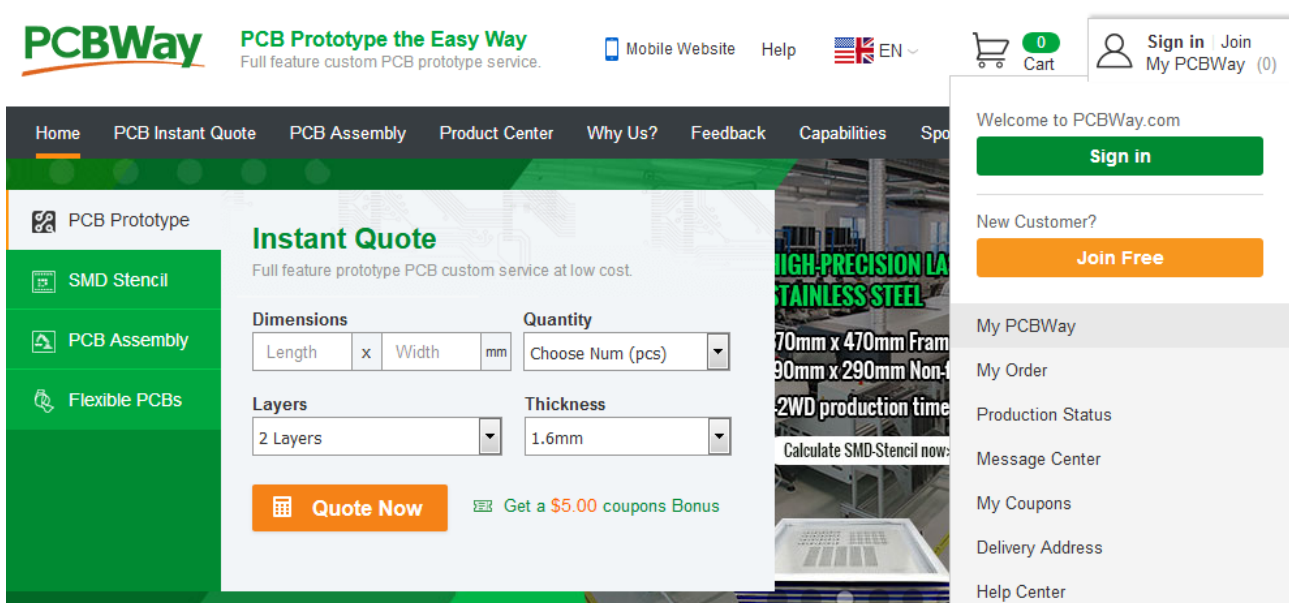 PCBWay
PCB Prototype the Easy Way
Full feature custom PCB prototype service.
Mobile Website
Help
EN
0
Cart
Sign in | Join
My PCBWay (0)
Home
PCB Instant Quote
PCB Assembly
Product Center
Why Us?
Feedback
Capabilities
Spo
Welcome to PCBWay.com
Sign in
New Customer?
Join Free
My PCBWay
My Order
Production Status
Message Center
My Coupons
Delivery Address
Help Center
PCB Prototype
SMD Stencil
PCB Assembly
Flexible PCBs
Instant Quote
Full feature prototype PCB custom service at low cost.
Dimensions
Length x Width mm
Quantity
Choose Num (pcs)
Layers
2 Layers
Thickness
1.6mm
Quote Now
Get a $5.00 coupons Bonus
HIGH-PRECISION LA
STAINLESS STEEL
70mm x 470mm Fram
90mm x 290mm Non-f
-2WD production time
Calculate SMD-Stencil now>